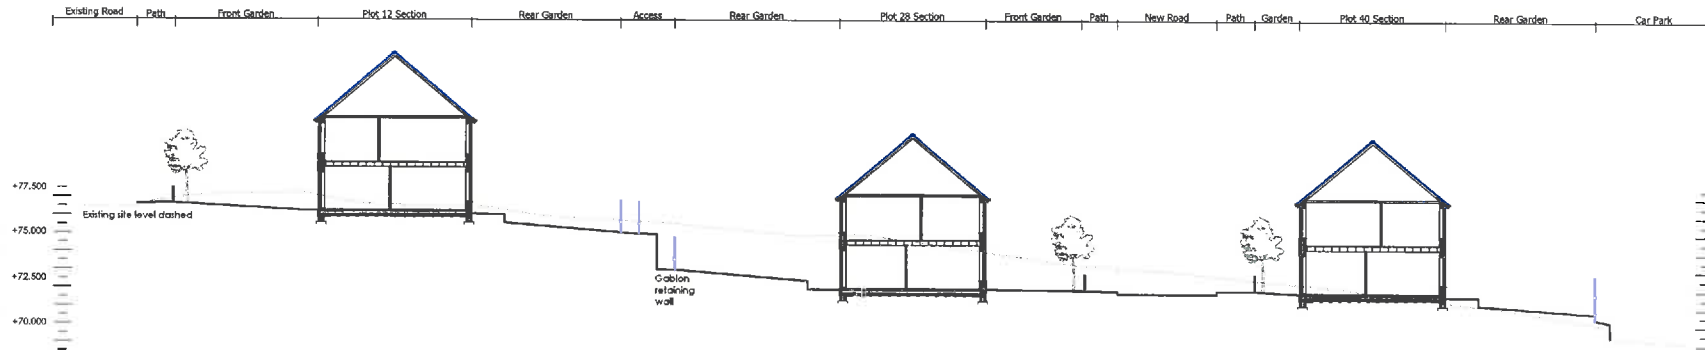 Existing Road Path Front Garden Plot 12 Section Rear Garden Access Rear Garden Plot 28 Section Front Garden Path New Road Path Garden Plot 40 Section Rear Garden Car Park
+77.500
Existing site level dashed
+75.000
+72.500
Gabion
retaining
wall
+70.000